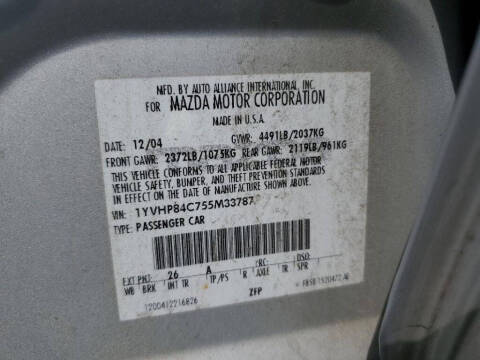 MFD. BY AUTO ALLIANCE INTERNATIONAL, INC.
FOR MAZDA MOTOR CORPORATION
MADE IN U.S.A.
DATE: 12/04 GVWR: 4491LB/2037KG
FRONT GAWR: 2372LB/1075KG REAR GAWR: 2119LB/961KG
THIS VEHICLE CONFORMS TO ALL APPLICABLE FEDERAL MOTOR
VEHICLE SAFETY, BUMPER, AND THEFT PREVENTION STANDARDS
IN EFFECT ON THE DATE OF MANUFACTURE SHOWN ABOVE.
VIN: 1YVHP84C755M33787
TYPE: PASSENGER CAR
EXT PNT: 26 A RC: DSO:
WB BRK INT TR TP/PS R AXLE TR SPR
1200412216826 ZFP